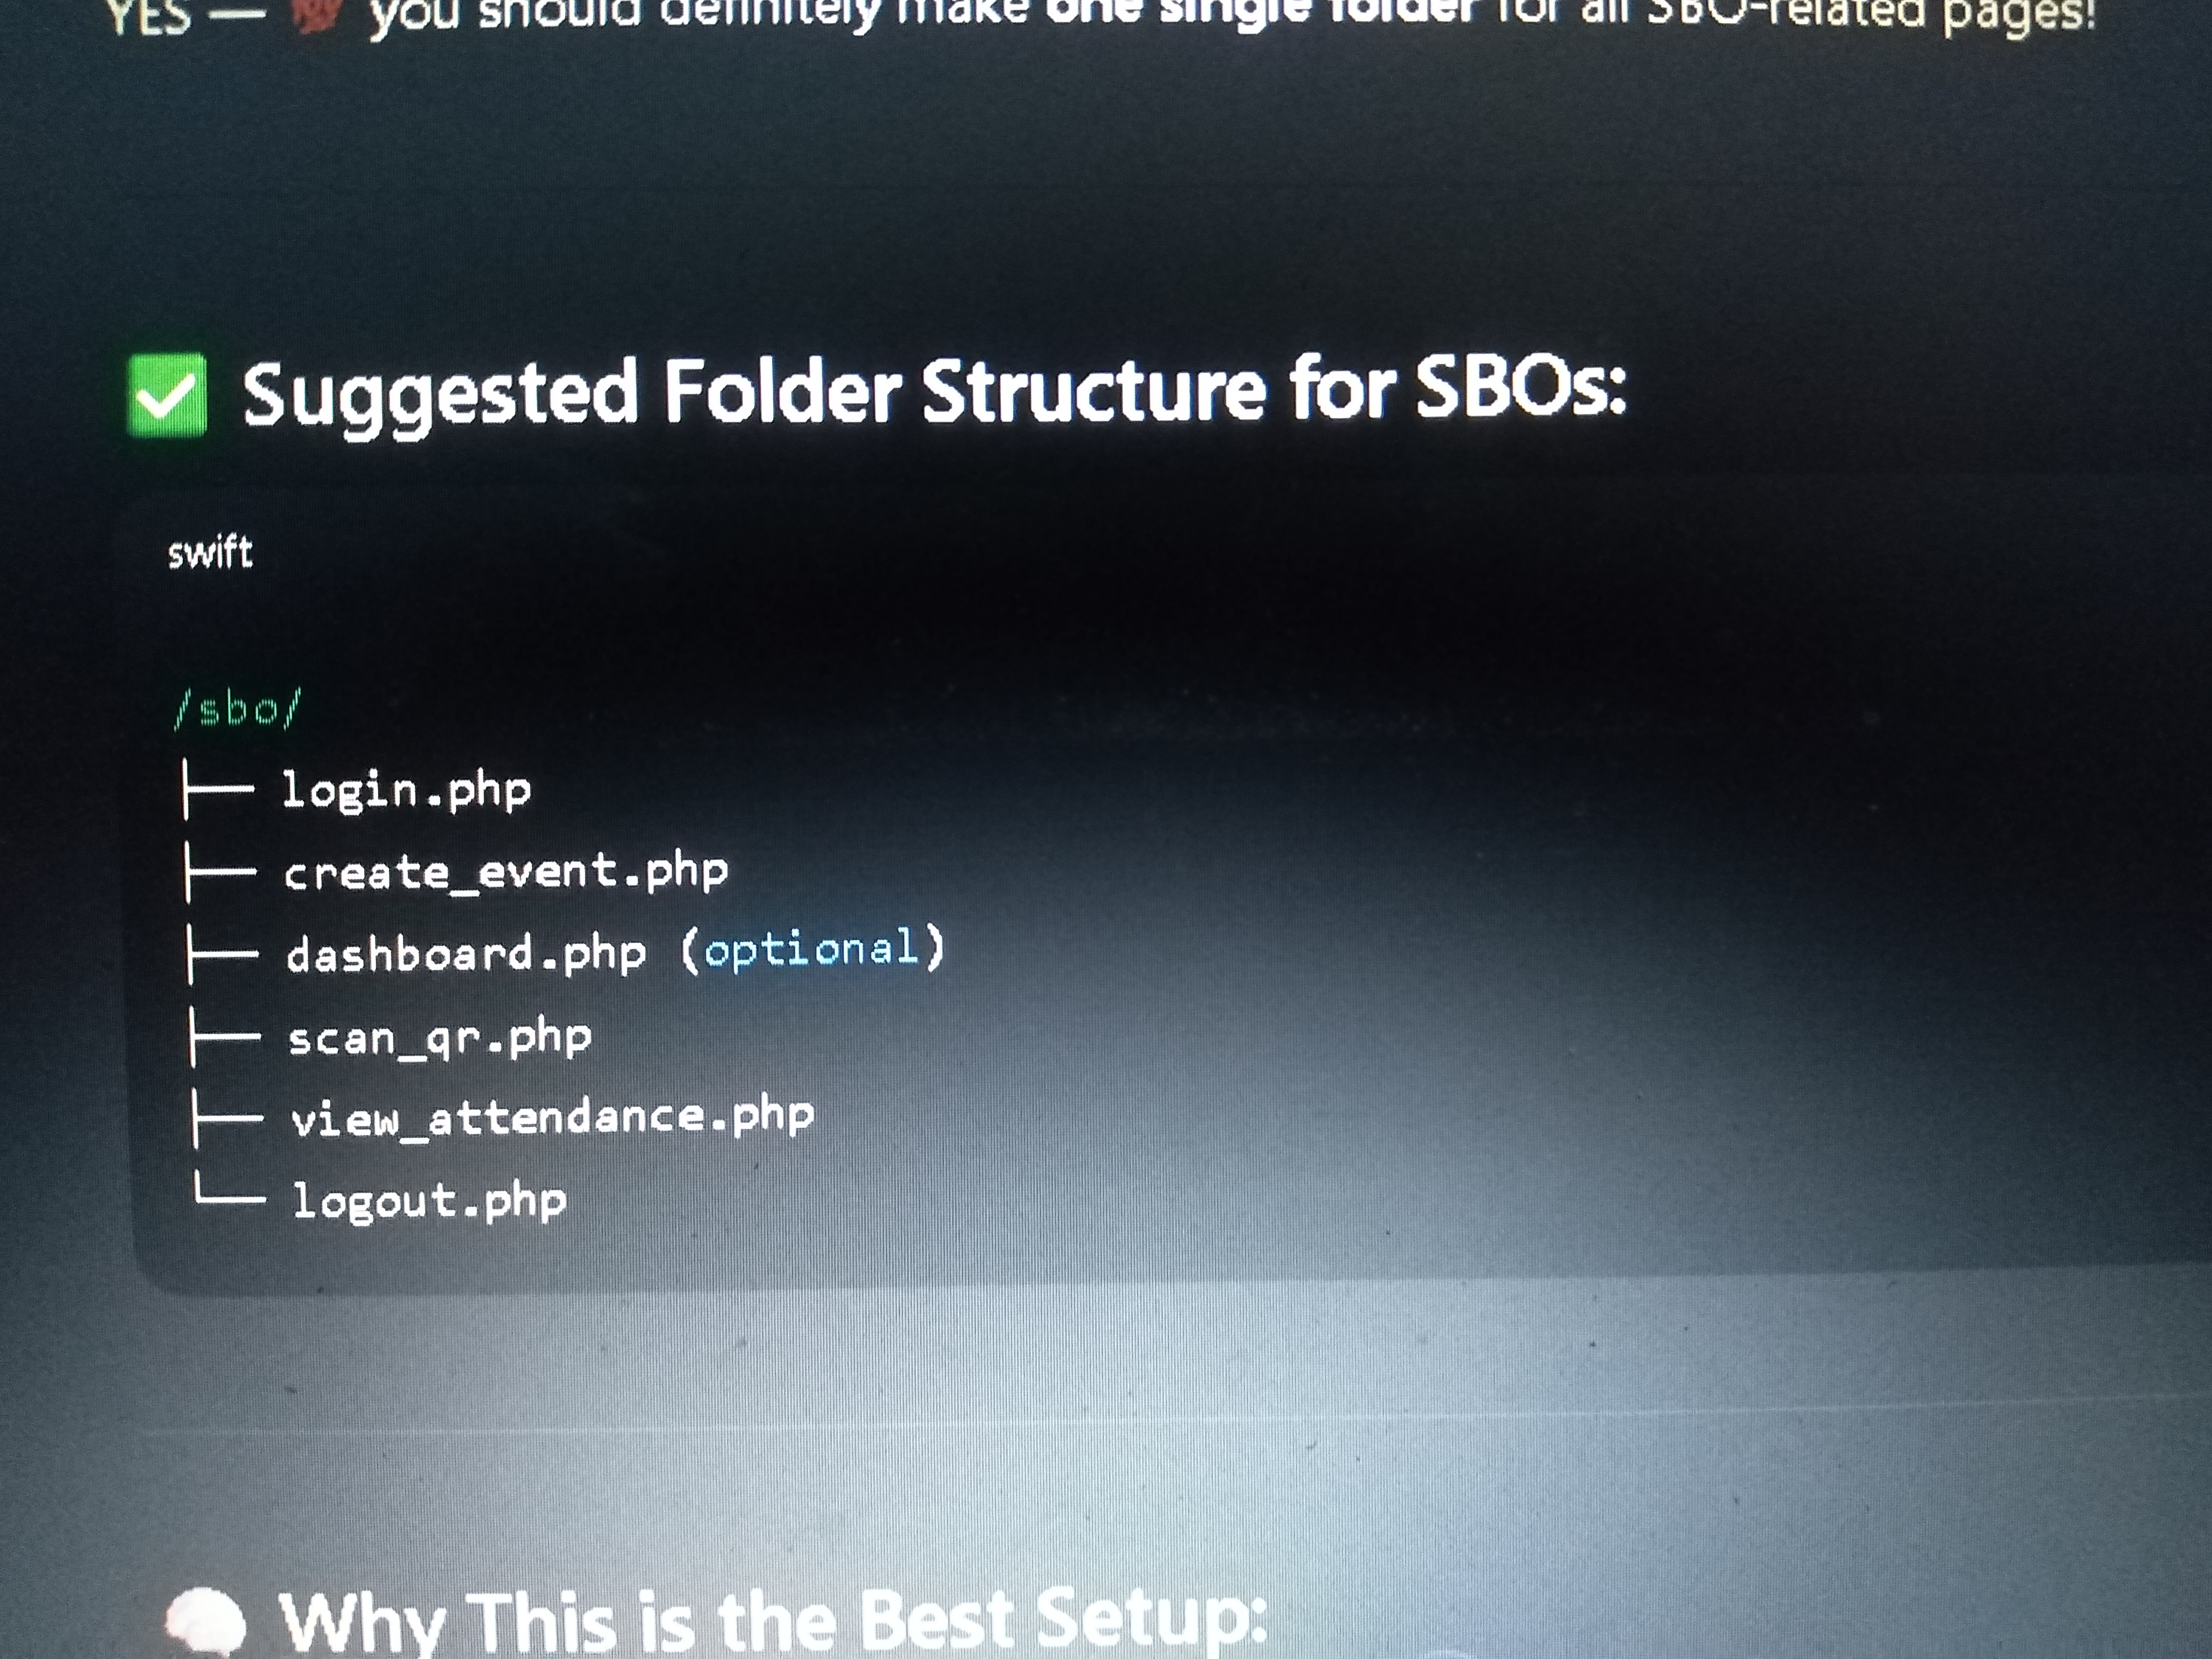 YES — 💯 you should definitely make one single folder for all SBO-related pages!
✅ Suggested Folder Structure for SBOs:
swift
/sbo/
├── login.php
├── create_event.php
├── dashboard.php (optional)
├── scan_qr.php
├── view_attendance.php
└── logout.php
🧠 Why This is the Best Setup: